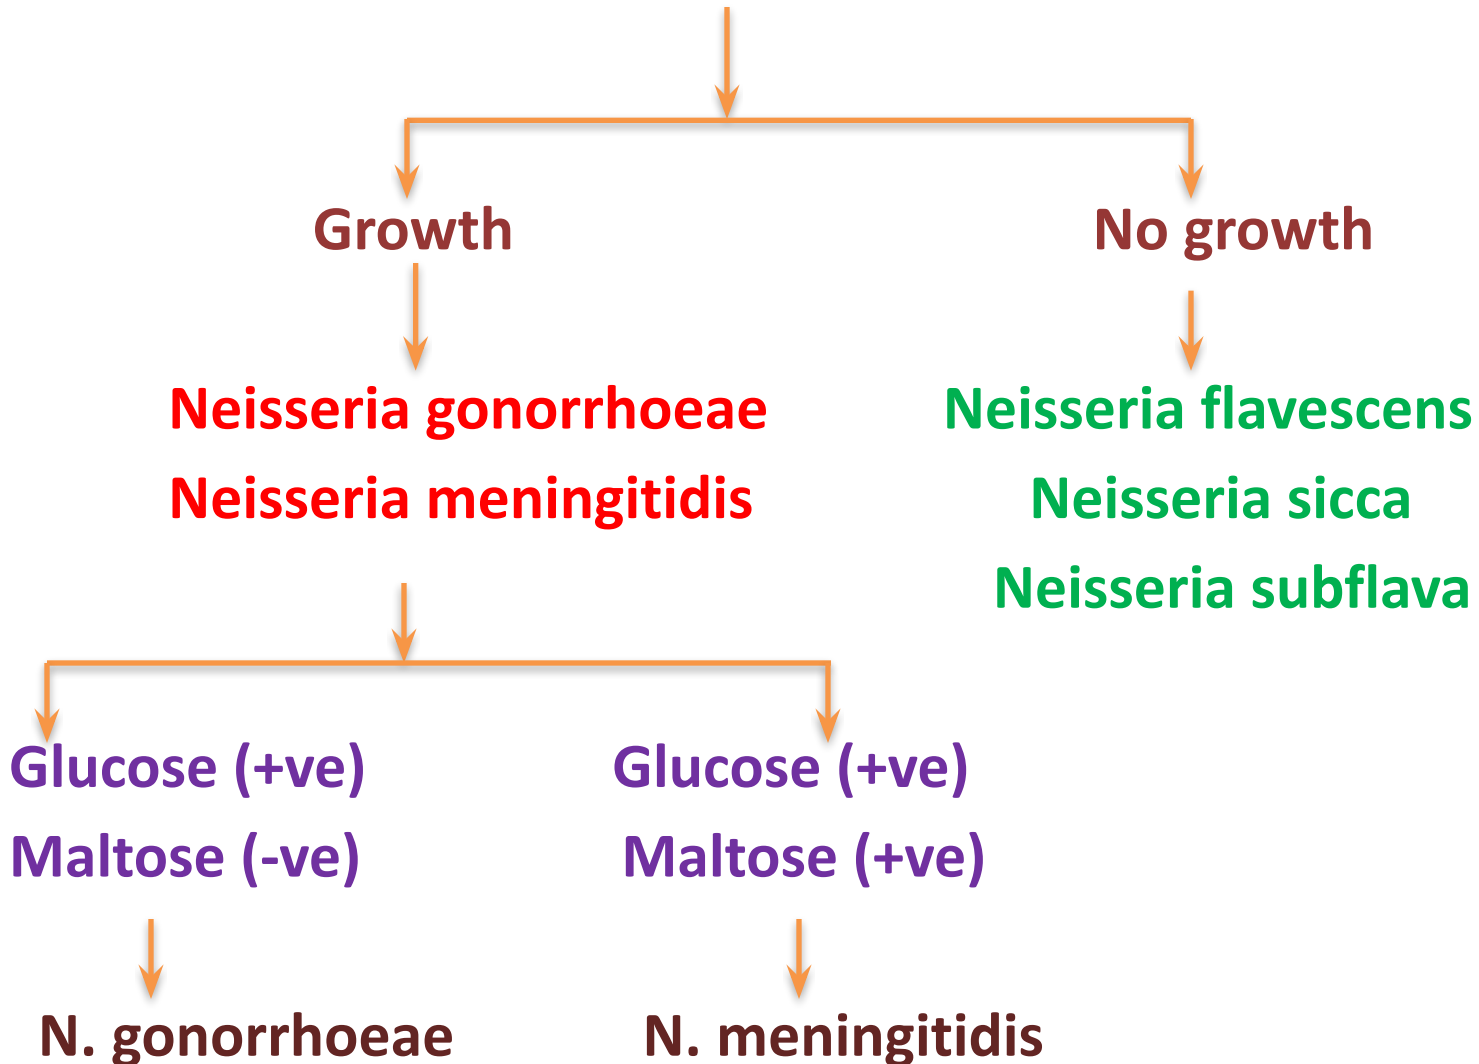 Growth
No growth
Neisseria gonorrhoeae
Neisseria flavescens
Neisseria meningitidis
Neisseria sicca
Neisseria subflava
Glucose (+ve)
Glucose (+ve)
Maltose (-ve)
Maltose (+ve)
N. gonorrhoeae
N. meningitidis